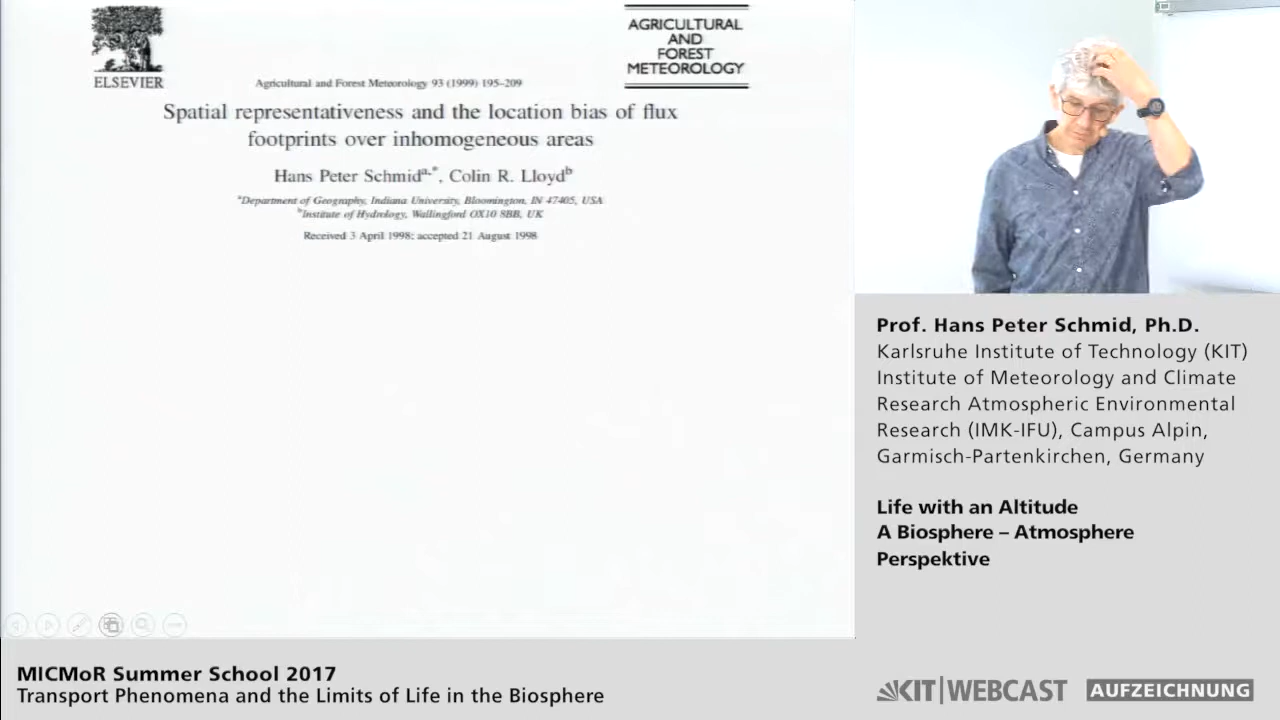 ELSEVIER
AGRICULTURAL
AND
FOREST
METEOROLOGY
Agricultural and Forest Meteorology 93 (1999) 195–209
Spatial representativeness and the location bias of flux
footprints over inhomogeneous areas
Hans Peter Schmid^a,*, Colin R. Lloyd^b
^a Department of Geography, Indiana University, Bloomington, IN 47405, USA
^b Institute of Hydrology, Wallingford OX10 8BB, UK
Received 3 April 1998; accepted 21 August 1998
Prof. Hans Peter Schmid, Ph.D.
Karlsruhe Institute of Technology (KIT)
Institute of Meteorology and Climate
Research Atmospheric Environmental
Research (IMK-IFU), Campus Alpin,
Garmisch-Partenkirchen, Germany
Life with an Altitude
A Biosphere – Atmosphere
Perspektive
MICMoR Summer School 2017
Transport Phenomena and the Limits of Life in the Biosphere
KIT|WEBCAST AUFZEICHNUNG